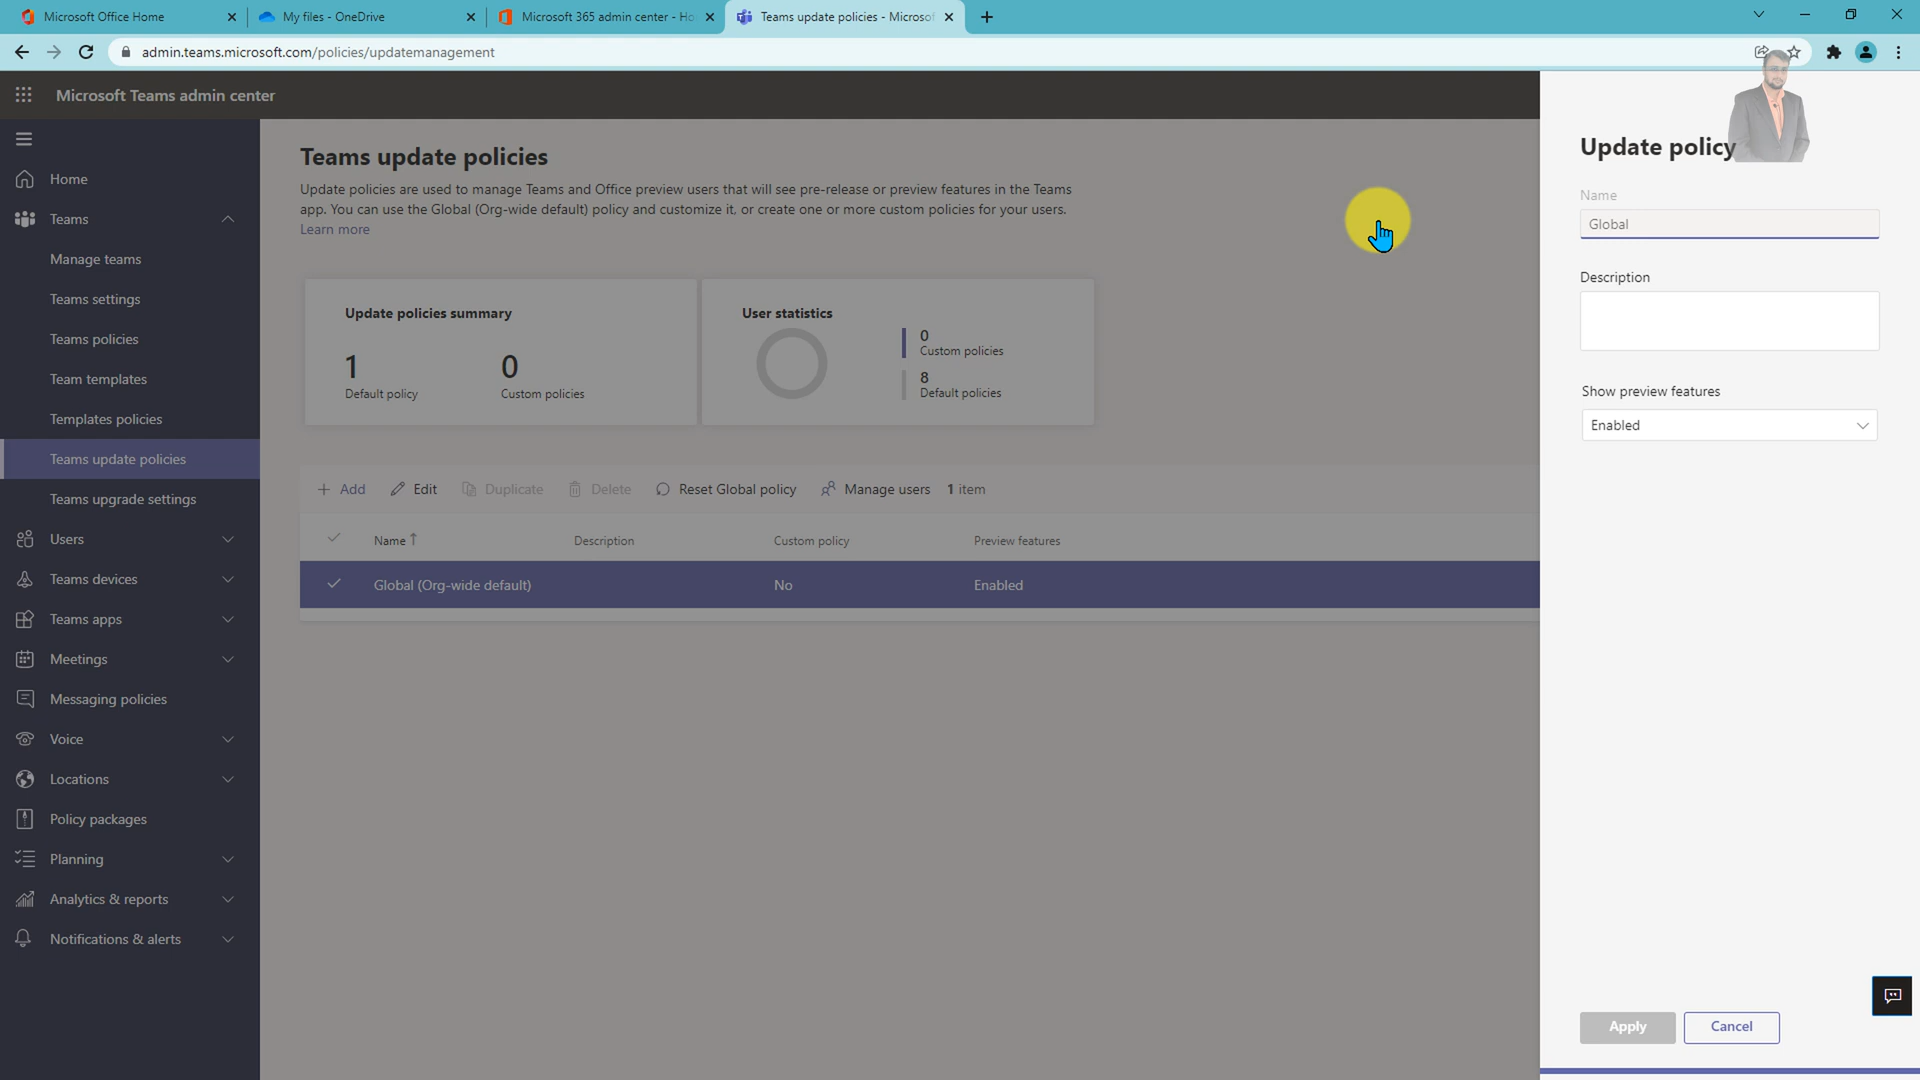 Microsoft Office Home
My files - OneDrive
Microsoft 365 admin center - Ho
Teams update policies - Microsof
admin.teams.microsoft.com/policies/updatemanagement
Microsoft Teams admin center
Home
Teams
Manage teams
Teams settings
Teams policies
Team templates
Templates policies
Teams update policies
Teams upgrade settings
Users
Teams devices
Teams apps
Meetings
Messaging policies
Voice
Locations
Policy packages
Planning
Analytics & reports
Notifications & alerts
Teams update policies
Update policies are used to manage Teams and Office preview users that will see pre-release or preview features in the Teams
app. You can use the Global (Org-wide default) policy and customize it, or create one or more custom policies for your users.
Learn more
Update policies summary
1
Default policy
0
Custom policies
User statistics
0
Custom policies
8
Default policies
Add Edit Duplicate Delete Reset Global policy Manage users 1 item
Name Description Custom policy Preview features
Global (Org-wide default) No Enabled
Update policy
Name
Global
Description
Show preview features
Enabled
Apply Cancel